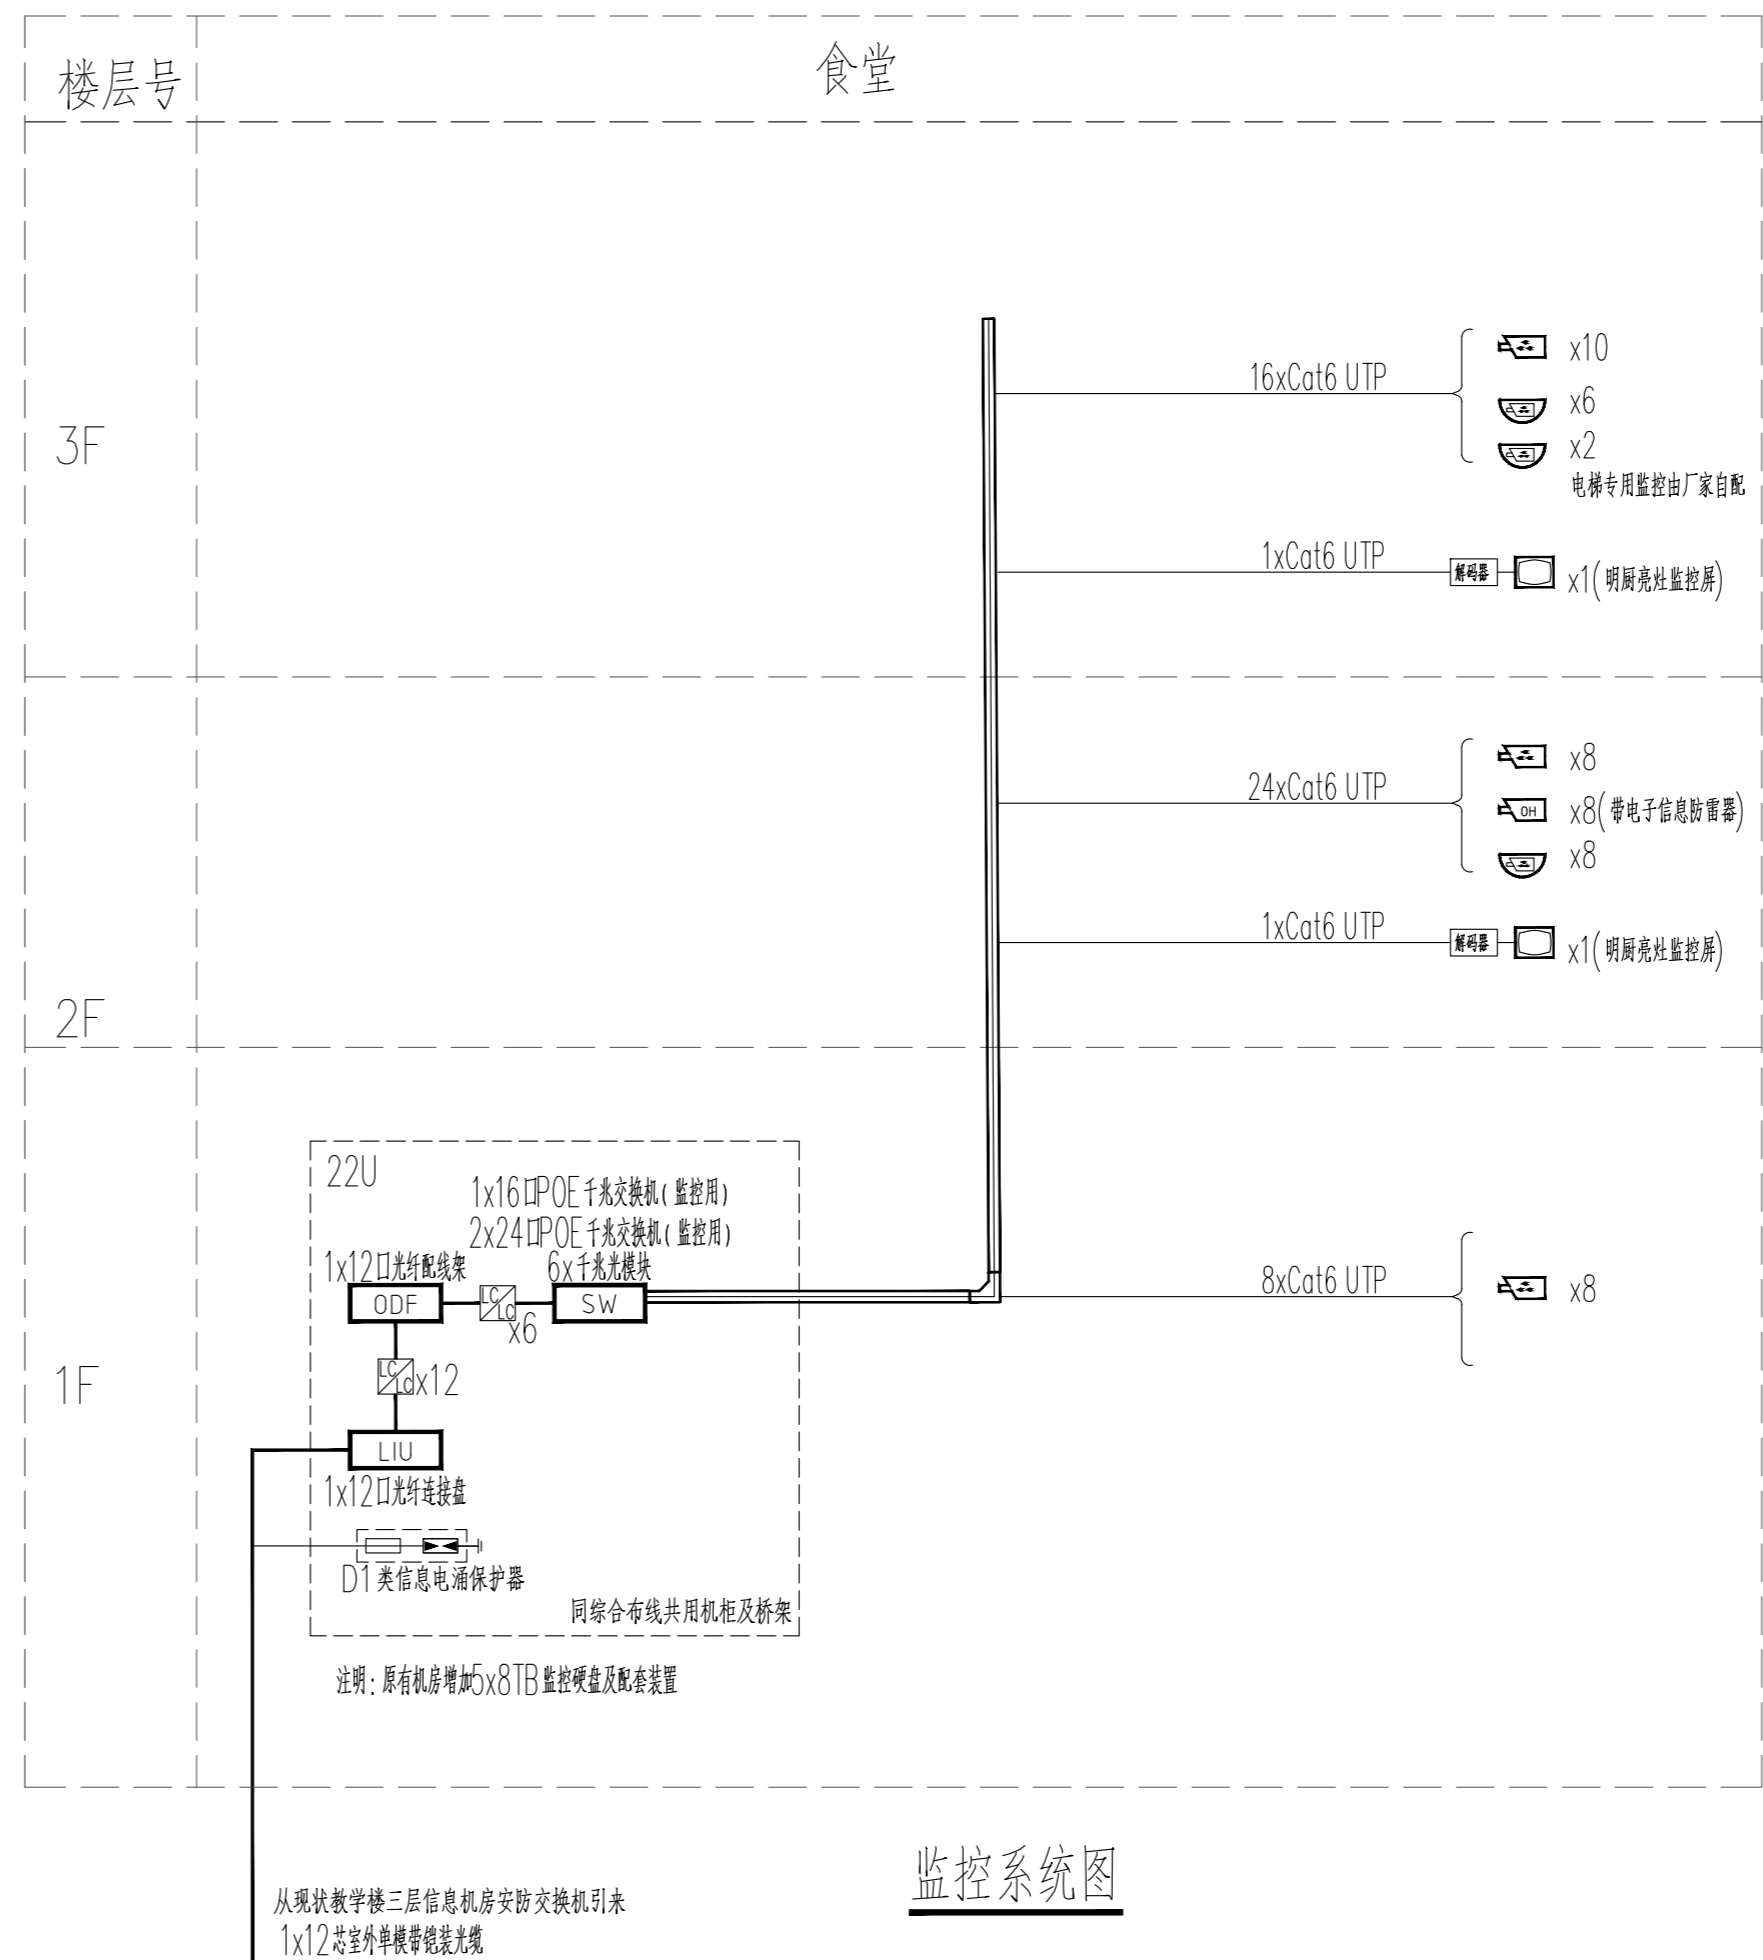 楼层号
食堂
3F
16xCat6 UTP
x10
x6
x2
电梯专用监控由厂家自配
1xCat6 UTP
解码器
x1(明厨亮灶监控屏)
2F
24xCat6 UTP
x8
OH
x8(带电子信息防雷器)
x8
1xCat6 UTP
解码器
x1(明厨亮灶监控屏)
1F
22U
1x16口POE千兆交换机(监控用)
2x24口POE千兆交换机(监控用)
1x12口光纤配线架
6x千兆光模块
ODF
LC/LC
x6
SW
8xCat6 UTP
x8
LC/LC
x12
LIU
1x12口光纤连接盘
D1类信息电涌保护器
同综合布线共用机柜及桥架
注明:原有机房增加5x8TB监控硬盘及配套装置
监控系统图
从现状教学楼三层信息机房安防交换机引来
1x12芯室外单模带铠装光缆